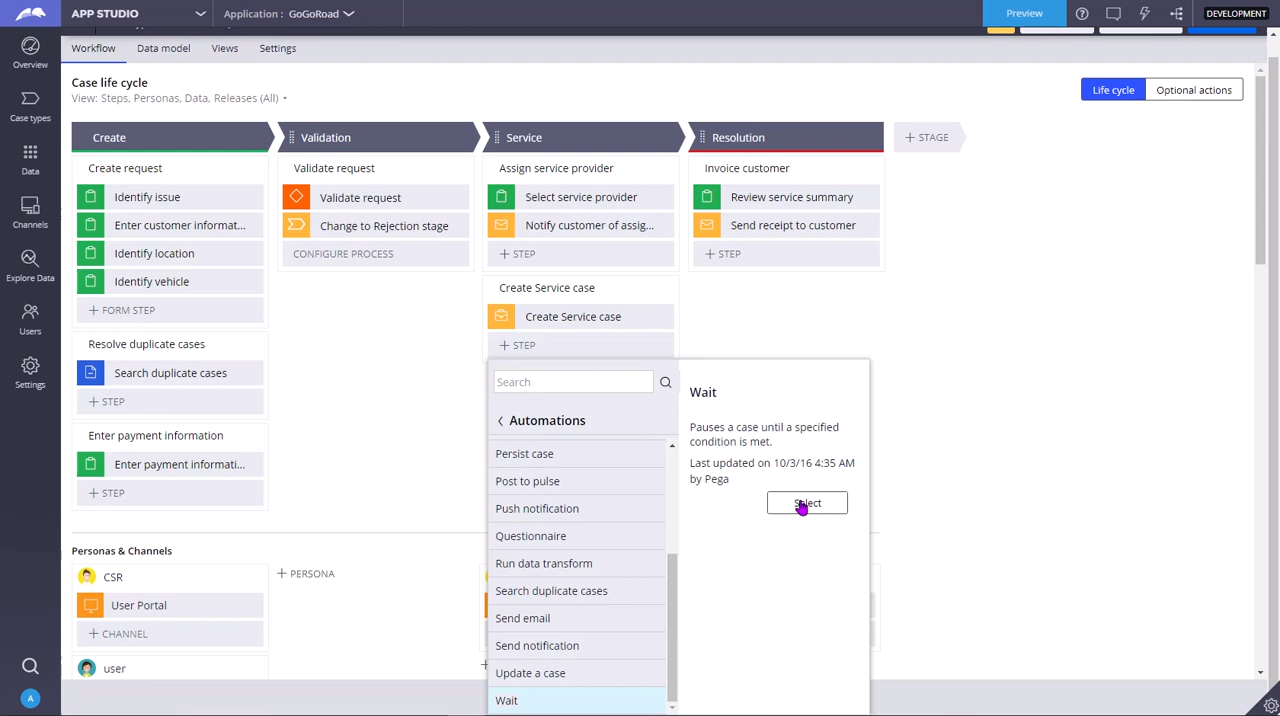 APP STUDIO
Application : GoGoRoad
Preview
DEVELOPMENT
Overview
Case types
Data
Channels
Explore Data
Users
Settings
A
Workflow
Data model
Views
Settings
Case life cycle
View: Steps, Personas, Data, Releases (All)
Life cycle
Optional actions
Create
Validation
Service
Resolution
+ STAGE
Create request
Identify issue
Enter customer informat...
Identify location
Identify vehicle
+ FORM STEP
Resolve duplicate cases
Search duplicate cases
+ STEP
Enter payment information
Enter payment informati...
+ STEP
Validate request
Validate request
Change to Rejection stage
CONFIGURE PROCESS
Assign service provider
Select service provider
Notify customer of assig...
+ STEP
Create Service case
Create Service case
+ STEP
Invoice customer
Review service summary
Send receipt to customer
+ STEP
Search
Automations
Persist case
Post to pulse
Push notification
Questionnaire
Run data transform
Search duplicate cases
Send email
Send notification
Update a case
Wait
Wait
Pauses a case until a specified
condition is met.
Last updated on 10/3/16 4:35 AM
by Pega
Select
Personas & Channels
CSR
User Portal
+ CHANNEL
user
+ PERSONA